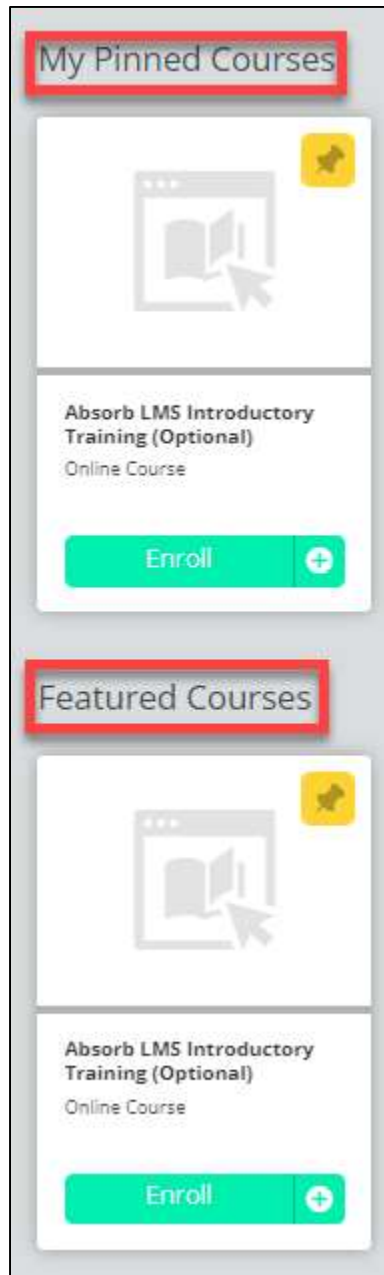 My Pinned Courses
Absorb LMS Introductory
Training (Optional)
Online Course
Enroll
Featured Courses
Absorb LMS Introductory
Training (Optional)
Online Course
Enroll